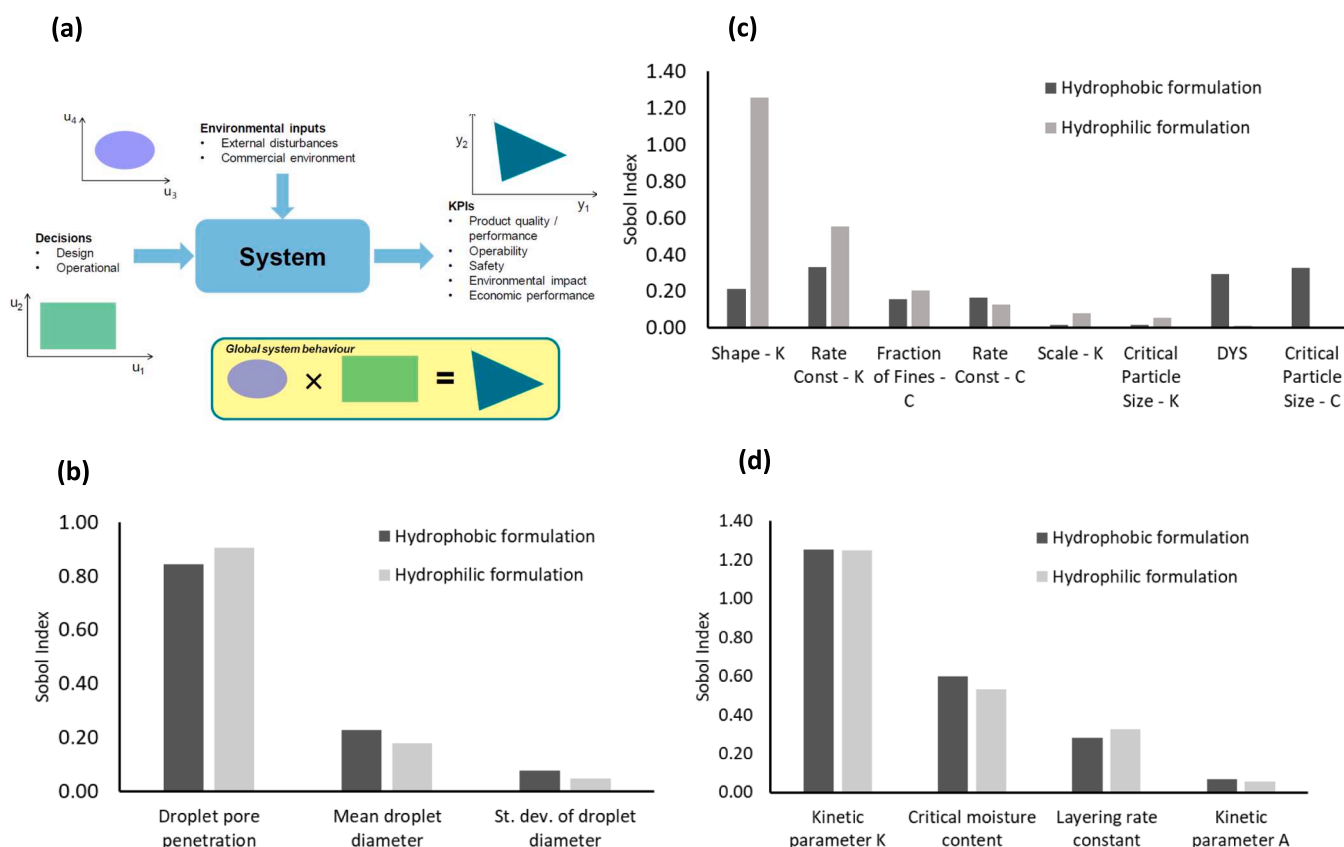 (a)
u4
u3
Environmental inputs
• External disturbances
• Commercial environment
y2
y1
Decisions
• Design
• Operational
System
KPIs
• Product quality /
performance
• Operability
• Safety
• Environmental impact
• Economic performance
u2
u1
Global system behaviour
× =
(c)
1.40
1.20
1.00
0.80
0.60
0.40
0.20
0.00
Sobol Index
Hydrophobic formulation
Hydrophilic formulation
Shape - K
Rate
Const - K
Fraction
of Fines -
C
Rate
Const - C
Scale - K
Critical
Particle
Size - K
DYS
Critical
Particle
Size - C
(b)
1.00
0.80
0.60
0.40
0.20
0.00
Sobol Index
Hydrophobic formulation
Hydrophilic formulation
Droplet pore
penetration
Mean droplet
diameter
St. dev. of droplet
diameter
(d)
1.40
1.20
1.00
0.80
0.60
0.40
0.20
0.00
Sobol Index
Hydrophobic formulation
Hydrophilic formulation
Kinetic
parameter K
Critical moisture
content
Layering rate
constant
Kinetic
parameter A